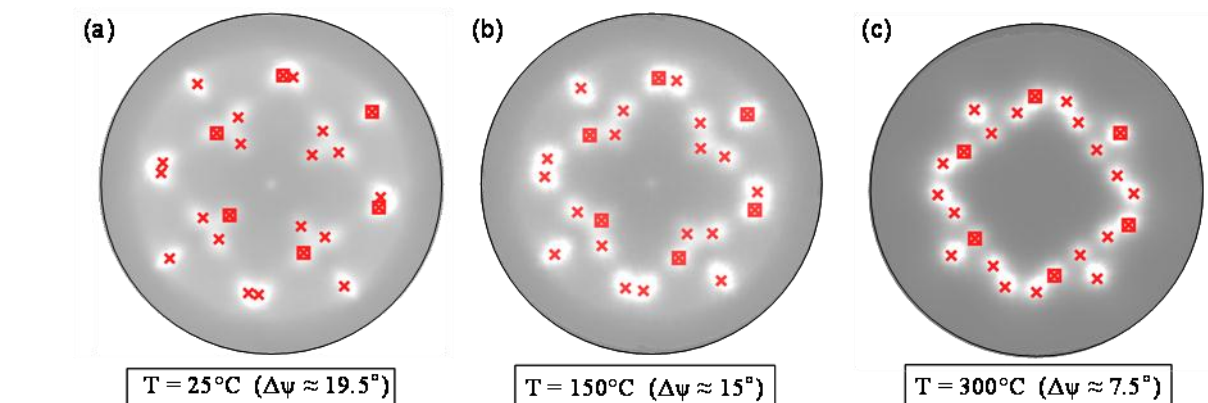 (a)
(b)
(c)
T = 25°C (Δψ ≈ 19.5°)
T = 150°C (Δψ ≈ 15°)
T = 300°C (Δψ ≈ 7.5°)